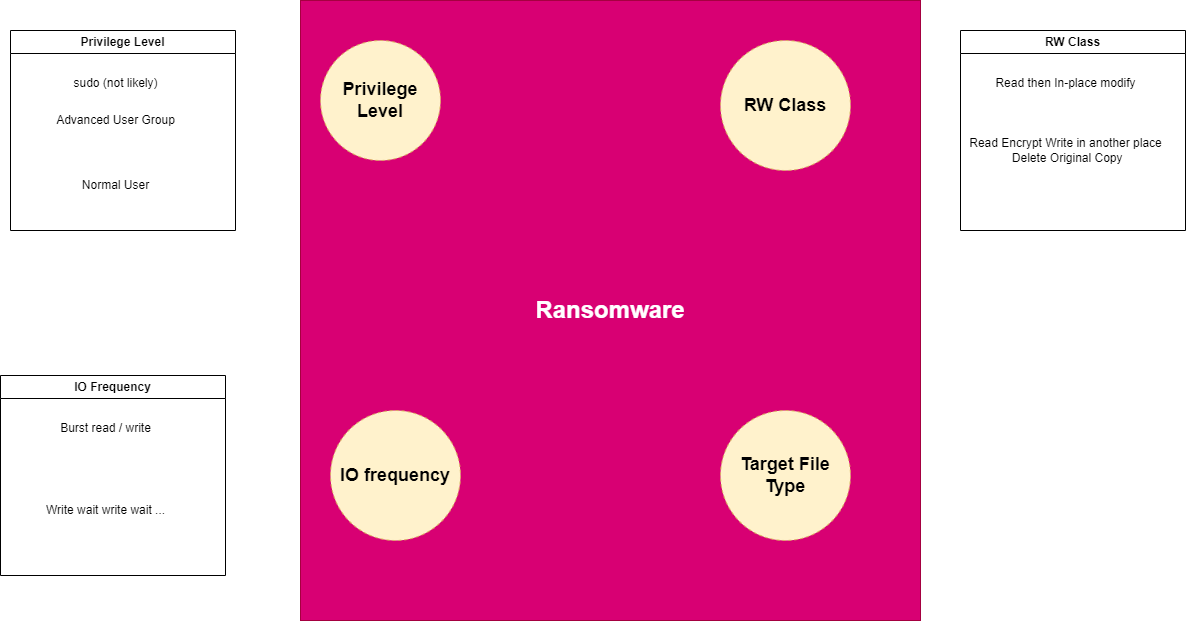 Privilege Level
sudo (not likely)
Advanced User Group
Normal User
Privilege
Level
RW Class
RW Class
Read then In-place modify
Read Encrypt Write in another place
Delete Original Copy
Ransomware
IO Frequency
Burst read / write
Write wait write wait ...
IO frequency
Target File
Type